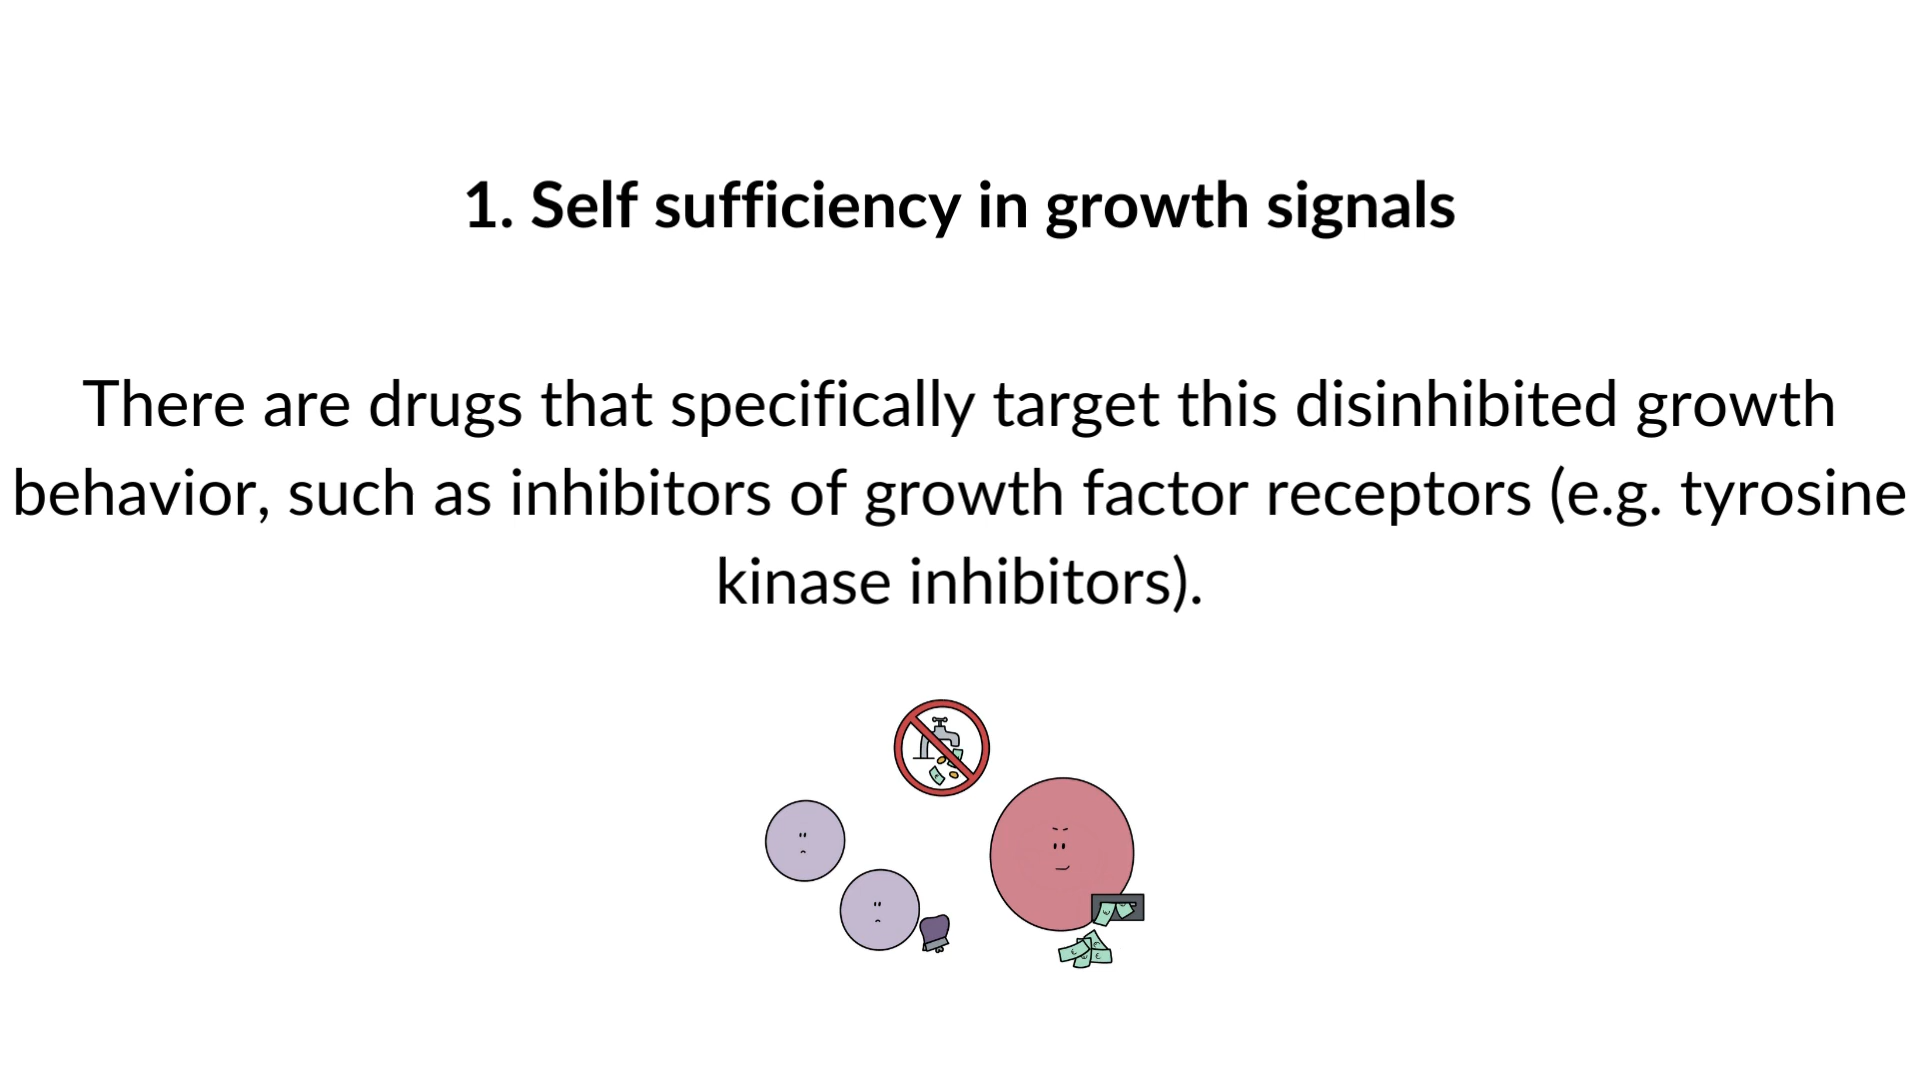 1. Self sufficiency in growth signals
There are drugs that specifically target this disinhibited growth
behavior, such as inhibitors of growth factor receptors (e.g. tyrosine
kinase inhibitors).